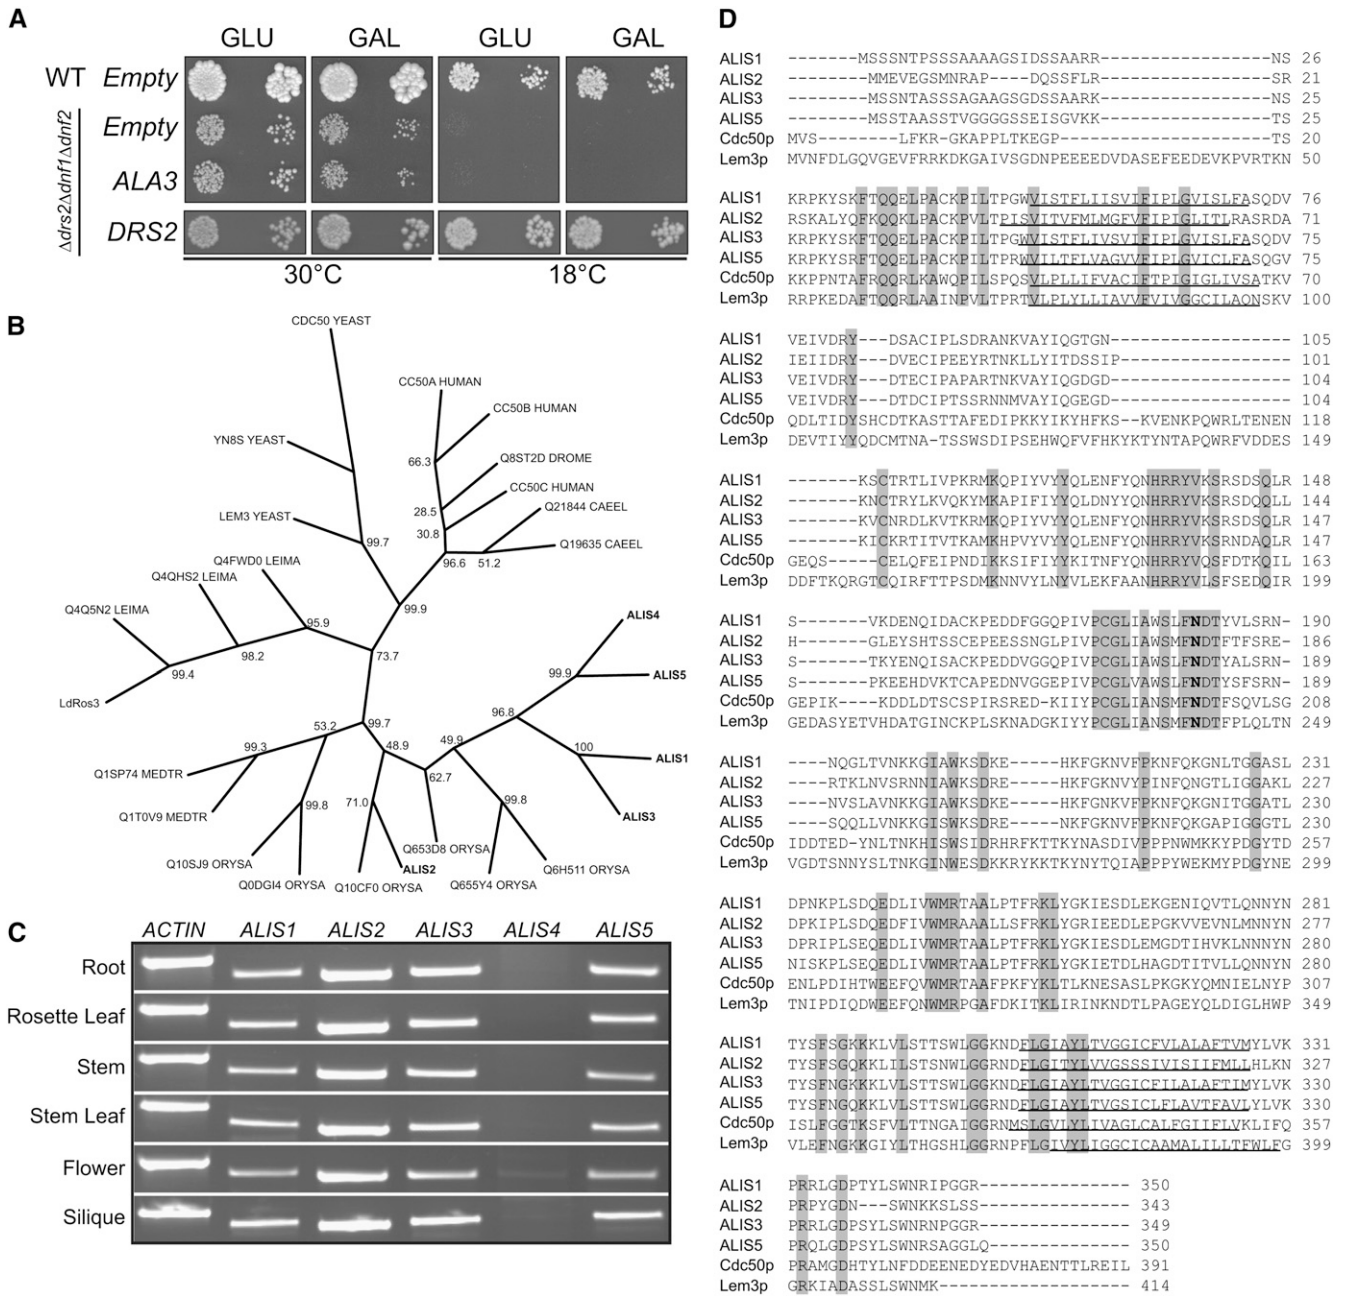 A
GLU GAL GLU GAL
WT Empty
Δdrs2Δdnf1Δdnf2
Empty
ALA3
DRS2
30°C 18°C
B
CDC50 YEAST
CC50A HUMAN
CC50B HUMAN
YN8S YEAST
66.3
Q8ST2D DROME
CC50C HUMAN
28.5
Q21844 CAEEL
LEM3 YEAST
30.8
99.7
Q19635 CAEEL
Q4FWD0 LEIMA
96.6 51.2
Q4QHS2 LEIMA
Q4Q5N2 LEIMA
99.9
95.9
ALIS4
98.2
73.7
99.4
99.9
ALIS5
LdRos3
96.8
53.2 99.7
99.3
48.9 49.9 100
ALIS1
Q1SP74 MEDTR
62.7
99.8 71.0 99.8
Q1T0V9 MEDTR
ALIS3
Q653D8 ORYSA
Q10SJ9 ORYSA
ALIS2
Q6H511 ORYSA
Q0DGI4 ORYSA
Q10CF0 ORYSA
Q655Y4 ORYSA
C
ACTIN ALIS1 ALIS2 ALIS3 ALIS4 ALIS5
Root
Rosette Leaf
Stem
Stem Leaf
Flower
Silique
D
ALIS1 -------MSSSNTPSSSAAAAGSIDSSAARR-----------------NS 26
ALIS2 --------MMEVEGSMNRAP----DQSSFLR-----------------SR 21
ALIS3 --------MSSNTASSSAGAAGSGDSSAARK-----------------NS 25
ALIS5 --------MSSTAASSTVGGGGSSEISGVKK-----------------TS 25
Cdc50p MVS--------LFKR-GKAPPLTKEGP---------------------TS 20
Lem3p MVNFDLGQVGEVFRRKDKGAIVSGDNPEEEEDVDASEFEEDEVKPVRTKN 50
ALIS1 KRPKYSKFTQQELPACKPILTPGWVISTFLIISVIFIPLGVISLFASQDV 76
ALIS2 RSKALYQFKQQKLPACKPVLTPISVITVFMLMGFVFIPIGLITLRASRDA 71
ALIS3 KRPKYSKFTQQELPACKPILTPGWVISTFLIVSVIFIPLGVISLFASQDV 75
ALIS5 KRPKYSRFTQQELPACKPILTPRWVILTFLVAGVVFIPLGVICLFASQGV 75
Cdc50p KKPPNTAFRQQRLKAWQPILSPQSVLPLLIFVACIFTPIGIGLIVSATKV 70
Lem3p RRPKEDAFTQQRLAAINPVLTPRTVLPLYLLIAVVFVIVGGCILAQNSKV 100
ALIS1 VEIVDRY---DSACIPLSDRANKVAYIQGTGN------------------ 105
ALIS2 IEIIDRY---DVECIPEEYRTNKLLYITDSSIP----------------- 101
ALIS3 VEIVDRY---DTECIPAPARTNKVAYIQGDGD------------------ 104
ALIS5 VEIVDRY---DTDCIPTSSRNNMVAYIQGEGD------------------ 104
Cdc50p QDLTIDYSHCDTKASTTAFEDIPKKYIKYHFKS--KVENKPQWRLTENEN 118
Lem3p DEVTIYYQDCMTNA-TSSWSDIPSEHWQFVFHKYKTYNTAPQWRFVDDES 149
ALIS1 -------KSCTRTLIVPKRMKQPIYVYYQLENFYQNHRRYVKSRSDSQLR 148
ALIS2 -------KNCTRYLKVQKYMKAPIFIYYQLDNYYQNHRRYVKSRSDQQLL 144
ALIS3 -------KVCNRDLKVTKRMKQPIYVYYQLENFYQNHRRYVKSRSDSQLR 147
ALIS5 -------KICKRTITVTKAMKHPVYVYYQLENYYQNHRRYVKSRNDAQLR 147
Cdc50p GEQS-----CELQFEIPNDIKKSIFIYYKITNFYQNHRRYVQSFDTKQIL 163
Lem3p DDFTKQRGTCQIRFTTPSDMKNNVYLNYVLEKFAANHRRYVLSFSEDQIR 199
ALIS1 S-------VKDENQIDACKPEDDFGGQPIVPCGLIAWSLFNDTYVLSRN- 190
ALIS2 H-------GLEYSHTSSCEPEESSNGLPIVPCGLIAWSMFNDTFTFSRE- 186
ALIS3 S-------TKYENQISACKPEDDVGGQPIVPCGLIAWSLFNDTYALSRN- 189
ALIS5 S-------PKEEHDVKTCAPEDNVGGEPIVPCGLVAWSLFNDTYSFSRN- 189
Cdc50p GEPIK----KDDLDTSCSPIRSREDKIIYPCGLIANSMFNDTFSQVLSG 208
Lem3p GEDASYETVHDATGINCKPLSKNADGKIIYPCGLIANSMFNDTFPLQLTN 249
ALIS1 ----NQGLTVNKKGIAWKSDKE-----HKFGKNVFPKNFQKGNLTGGASL 231
ALIS2 ----RTKLNVSRNNIAWKSDRE-----HKFGKNVYPINFQNGTLIGGAKL 227
ALIS3 ----NVSLAVNKKGIAWKSDKE-----HKFGNKVFPKNFQKGNITGGATL 230
ALIS5 ----SQQLLVNKKGISWKSDRE-----NKFGKNVFPKNFQKGAPIGGGTL 230
Cdc50p IDDTED-YNLTNKHISWSIDRHRFKTTKYNASDIVPPPNWMKKYPDGYTD 257
Lem3p VGDTSNNYSLTNKGINWESDKKRYKKTKYNYTQIAPPPYWEKMYPDGYNE 299
ALIS1 DPNKPLSDQEDLIVWMRTAALPTFRKLYGKIESDLEKGENIQVTLQNNYN 281
ALIS2 DPKIPLSDQEDFIVWMRAAALLSFRKLYGRIEEDLEPGKVVEVNLMNNYN 277
ALIS3 DPRIPLSEQEDLIVWMRTAALPTFRKLYGKIESDLEMGDTIHVKLNNNYN 280
ALIS5 NISKPLSEQEDLIVWMRTAALPTFRKLYGKIETDLHAGDTITVLLQNNYN 280
Cdc50p ENLPDIHTWEEFQVWMRTAAFPKFYKLTLKNESASLPKGKYQMNIELNYP 307
Lem3p TNIPDIQDWEEFQNWMRPGAFDKITKLIRINKNDTLPAGEYQLDIGLHWP 349
ALIS1 TYSFSGKKKLVLSTTSWLGGKNDFLGIAYLTVGGICFVLALAFTVMYLVK 331
ALIS2 TYSFSGQKKLILSTSNWLGGRNDFLGITYLVVGSSSIVISIIFMLLHLKN 327
ALIS3 TYSFNGKKKLVLSTTSWLGGKNDFLGIAYLTVGGICFILALAFTIMYLVK 330
ALIS5 TYSFNGQKKLVLSTTSWLGGRNDFLGIAYLTVGSICLFLAVTFAVLYLVK 330
Cdc50p ISLFGGTKSFVLTTNGAIGGRNMSLGVLYLIVAGLCALFGIIFLVKLIFQ 357
Lem3p VLEFNGKKGIYLTHGSHLGGRNPFLGIVYLIGGCICAAMALILLTFWLFG 399
ALIS1 PRRLGDPTYLSWNRIPGGR--------------- 350
ALIS2 PRPYGDN---SWNKKSLSS--------------- 343
ALIS3 PRRLGDPSYLSWNRNPGGR--------------- 349
ALIS5 PRQLGDPSYLSWNRSAGGLQ-------------- 350
Cdc50p PRAMGDHTYLNFDDEENEDYEDVHAENTTLREIL 391
Lem3p GRKIADASSLSWNMK------------------- 414